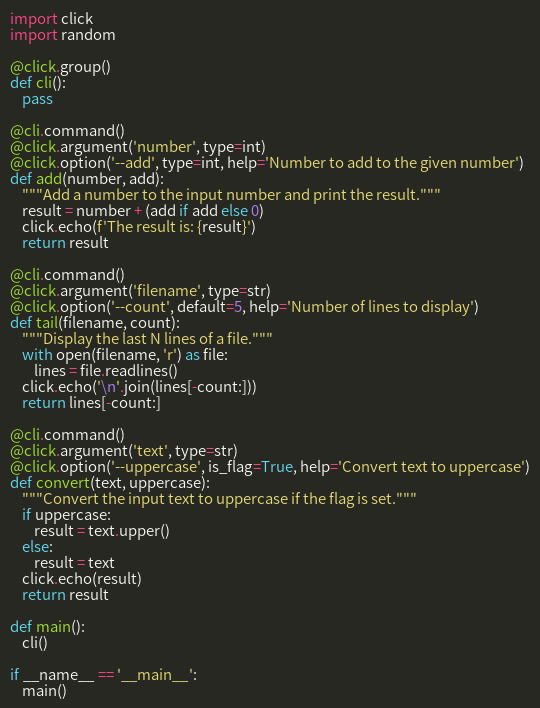 import click
import random

@click.group()
def cli():
    pass

@cli.command()
@click.argument('number', type=int)
@click.option('--add', type=int, help='Number to add to the given number')
def add(number, add):
    """Add a number to the input number and print the result."""
    result = number + (add if add else 0)
    click.echo(f'The result is: {result}')
    return result

@cli.command()
@click.argument('filename', type=str)
@click.option('--count', default=5, help='Number of lines to display')
def tail(filename, count):
    """Display the last N lines of a file."""
    with open(filename, 'r') as file:
        lines = file.readlines()
    click.echo('\n'.join(lines[-count:]))
    return lines[-count:]

@cli.command()
@click.argument('text', type=str)
@click.option('--uppercase', is_flag=True, help='Convert text to uppercase')
def convert(text, uppercase):
    """Convert the input text to uppercase if the flag is set."""
    if uppercase:
        result = text.upper()
    else:
        result = text
    click.echo(result)
    return result

def main():
    cli()

if __name__ == '__main__':
    main()